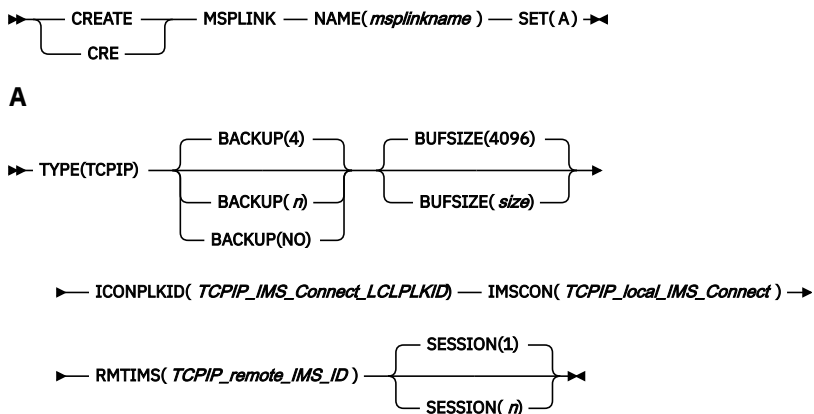 CREATE MSPLINK NAME( msplinkname ) SET( A )
CRE
A
BACKUP(4) BUFSIZE(4096)
TYPE(TCPIP)
BACKUP( n) BUFSIZE( size)
BACKUP(NO)
ICONPLKID( TCPIP_IMS_Connect_LCLPLKID) IMSCON( TCPIP_local_IMS_Connect )
SESSION(1)
RMTIMS( TCPIP_remote_IMS_ID )
SESSION( n)